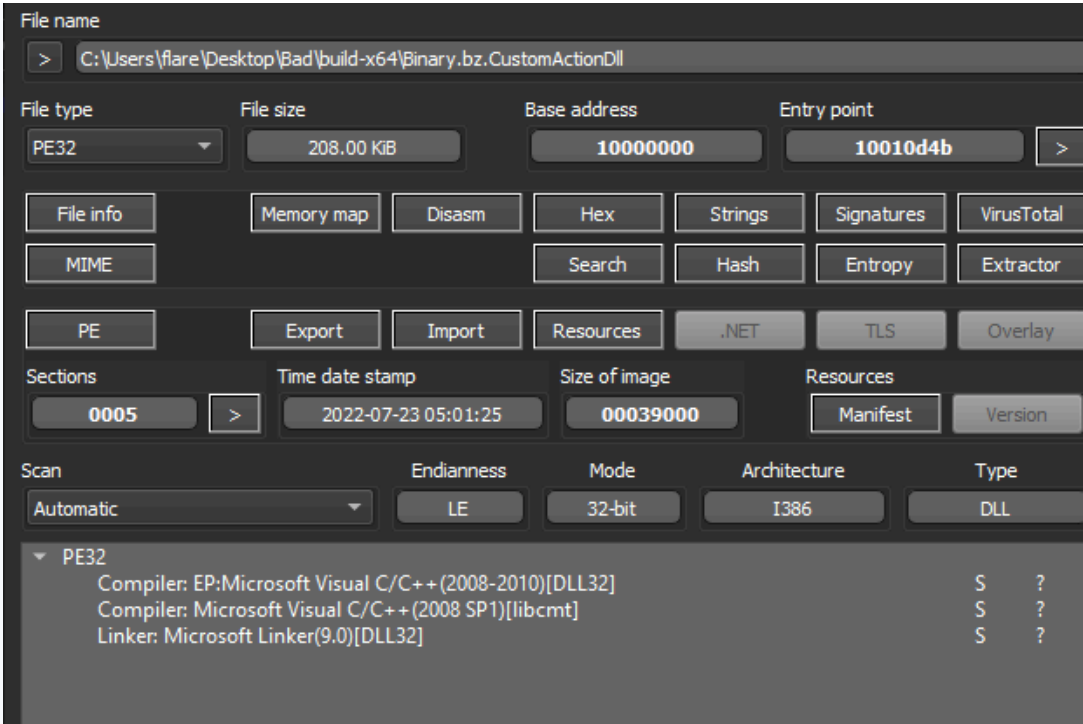 File name
> C:\Users\flare\Desktop\Bad\build-x64\Binary.bz.CustomActionDll
File type File size Base address Entry point
PE32 208.00 KiB 10000000 10010d4b >
File info Memory map Disasm Hex Strings Signatures VirusTotal
MIME Search Hash Entropy Extractor
PE Export Import Resources .NET TLS Overlay
Sections Time date stamp Size of image Resources
0005 > 2022-07-23 05:01:25 00039000 Manifest Version
Scan Endianness Mode Architecture Type
Automatic LE 32-bit I386 DLL
PE32
Compiler: EP:Microsoft Visual C/C++(2008-2010)[DLL32] S ?
Compiler: Microsoft Visual C/C++(2008 SP1)[libcmt] S ?
Linker: Microsoft Linker(9.0)[DLL32] S ?